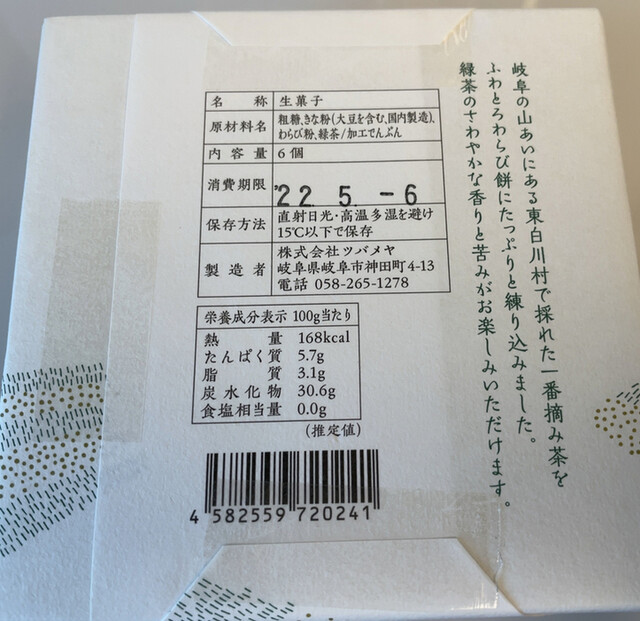 岐阜の山あいにある東白川村で採れた一番摘み茶を
ふわとろわらび餅にたっぷりと練り込みました。
緑茶のさわやかな香りと苦みがお楽しみいただけます。
名称 生菓子
原材料名 粗糖、きな粉(大豆を含む、国内製造)、
わらび粉、緑茶/加工でんぷん
内容量 6個
消費期限 '22. 5. -6
保存方法 直射日光・高温多湿を避け
15℃以下で保存
製造者 株式会社ツバメヤ
岐阜県岐阜市神田町4-13
電話 058-265-1278
栄養成分表示 100g当たり
熱量 168kcal
たんぱく質 5.7g
脂質 3.1g
炭水化物 30.6g
食塩相当量 0.0g
(推定値)
4 582559 720241